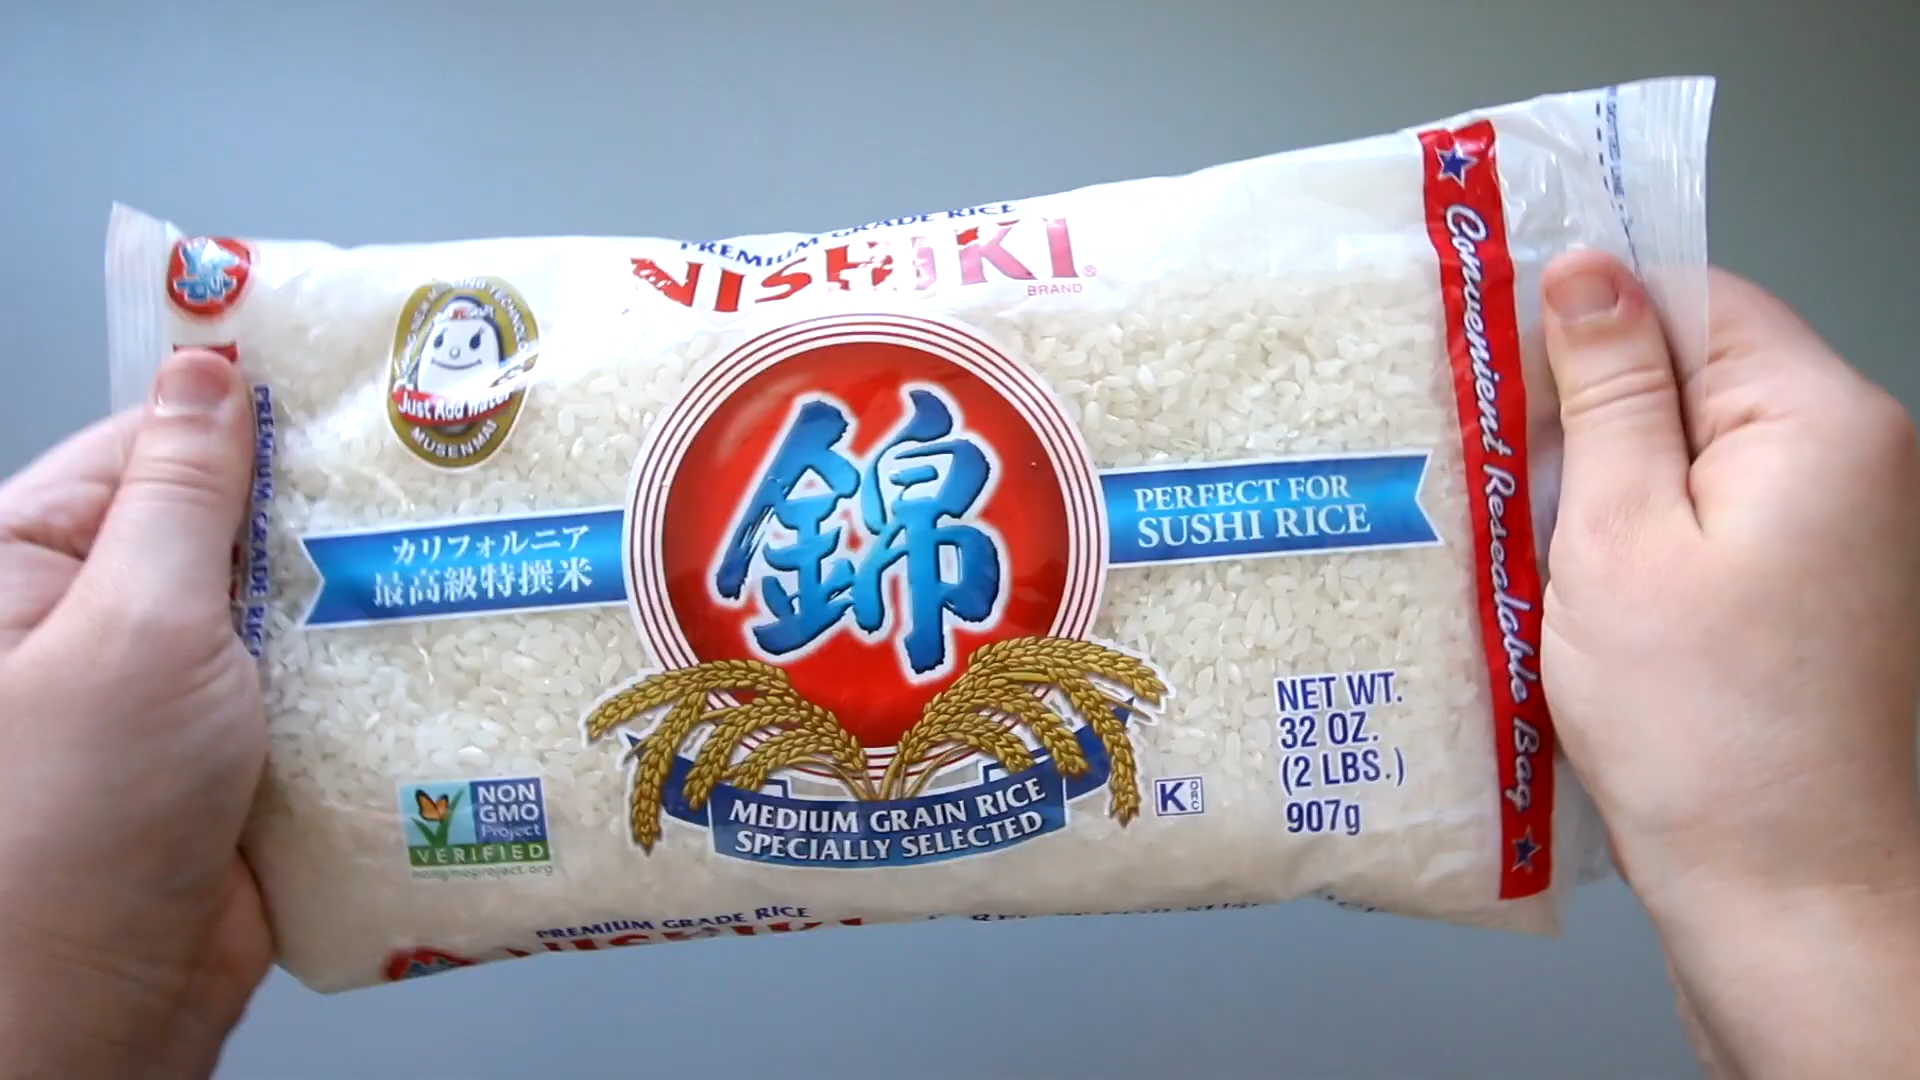 PREMIUM GRADE RICE
NISHIKI®
BRAND
Just Add Water
MUSENMAI
錦
カリフォルニア
最高級特撰米
PERFECT FOR
SUSHI RICE
MEDIUM GRAIN RICE
SPECIALLY SELECTED
NON
GMO
Project
VERIFIED
nongmoproject.org
K
ORC
NET WT.
32 OZ.
(2 LBS.)
907g
Convenient Resealable Bag
PREMIUM GRADE RICE
PREMIUM GRADE RICE
NISHIKI